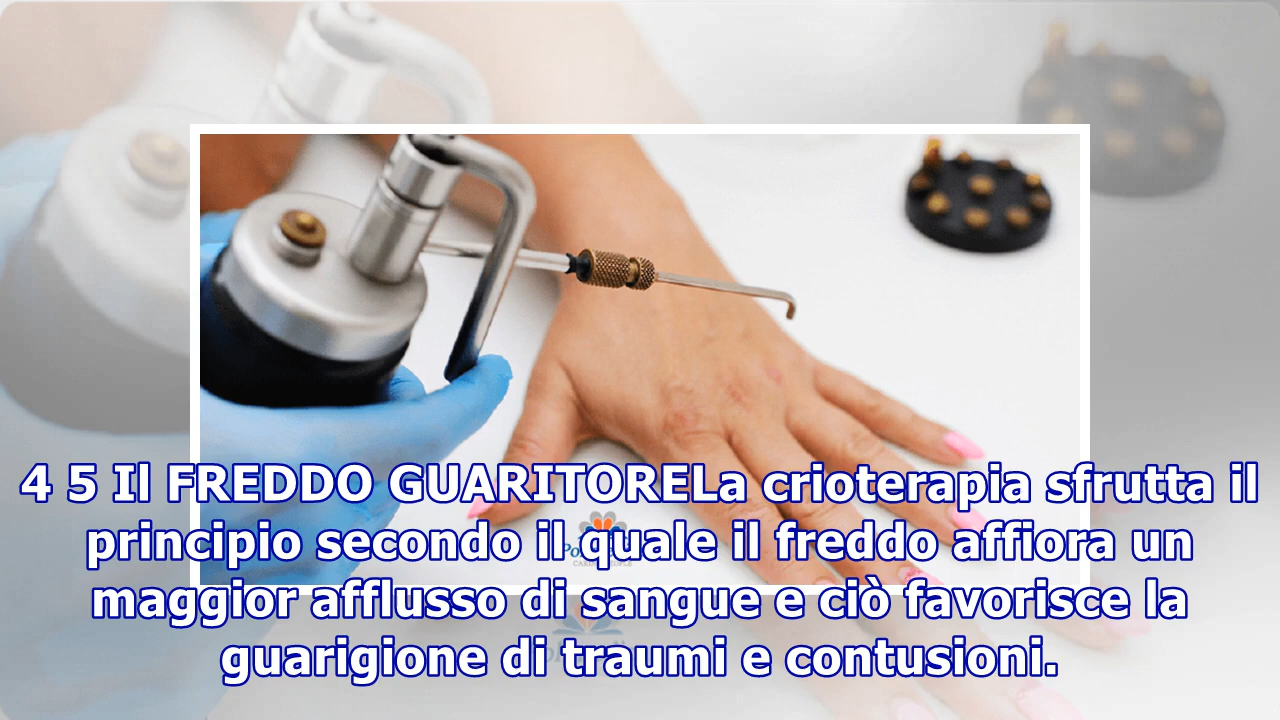 4 5 Il FREDDO GUARITORELa crioterapia sfrutta il
principio secondo il quale il freddo affiora un
maggior afflusso di sangue e ciò favorisce la
guarigione di traumi e contusioni.